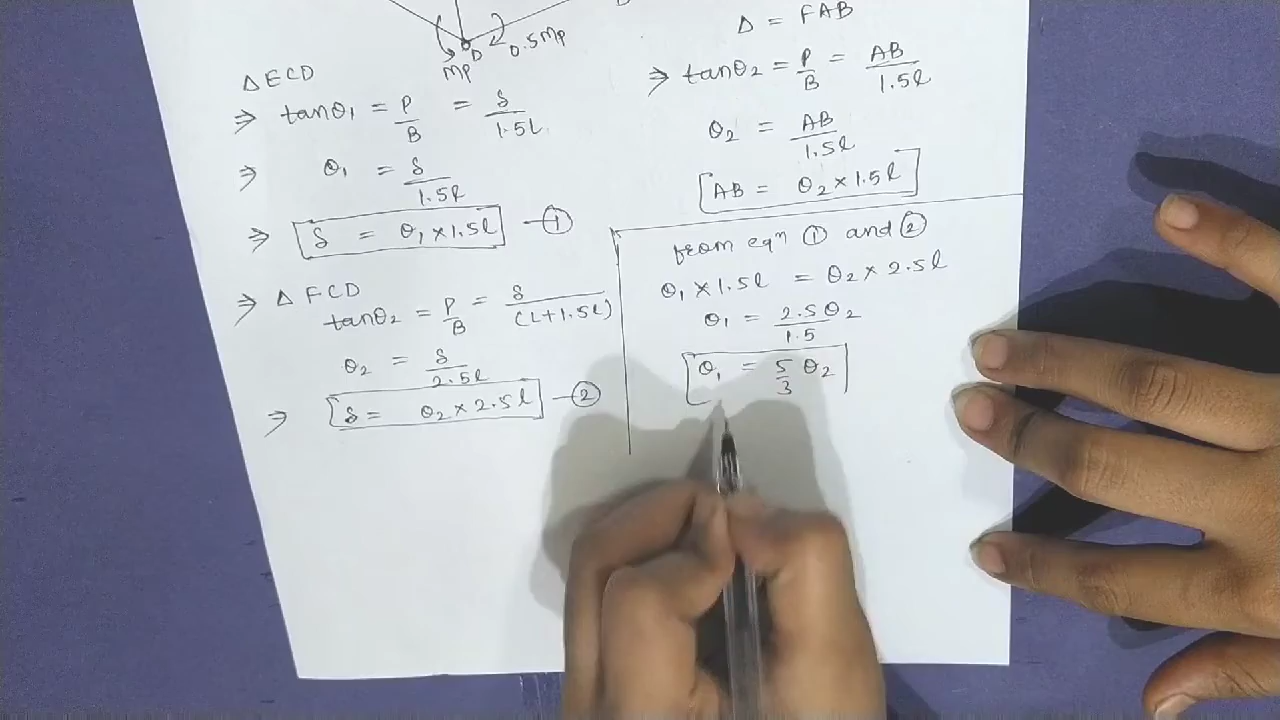 D
0.5Mp
Mp
ΔECD
⇒ tanθ₁ = P/B = δ/1.5L
⇒ θ₁ = δ/1.5l
⇒ δ = θ₁ × 1.5l —①
⇒ Δ FCD
tanθ₂ = P/B = δ/(L+1.5l)
θ₂ = δ/2.5l
⇒ δ = θ₂ × 2.5l —②
Δ = FAB
⇒ tanθ₂ = P/B = AB/1.5l
θ₂ = AB/1.5l
AB = θ₂ × 1.5l
from eqⁿ ① and ②
θ₁ × 1.5l = θ₂ × 2.5l
θ₁ = 2.5θ₂/1.5
θ₁ = 5/3 θ₂